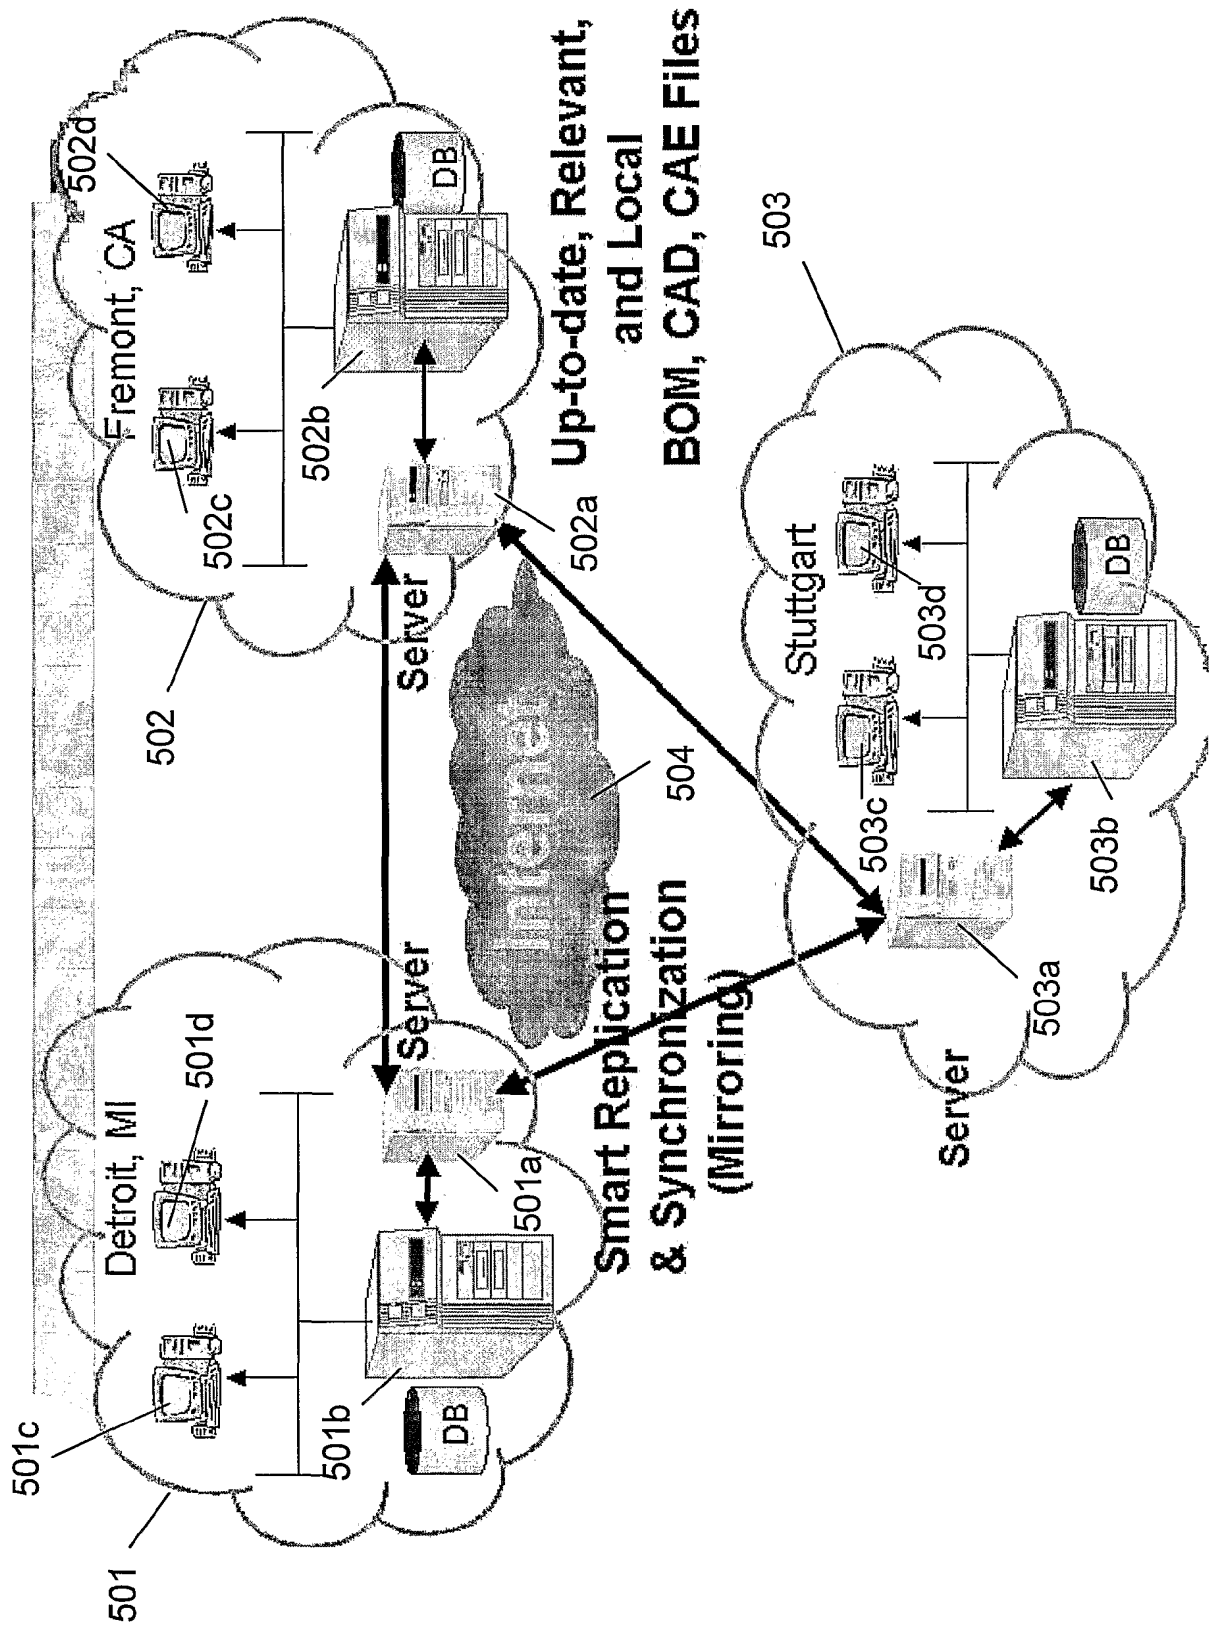 501
501c
Detroit, MI
501d
501b
DB
501a
Server
502
Fremont, CA
502c
502d
502b
DB
502a
Server
Internet
504
Smart Replication
& Synchronization
(Mirroring)
Up-to-date, Relevant,
and Local
BOM, CAD, CAE Files
503
Stuttgart
503c
503d
503b
DB
503a
Server